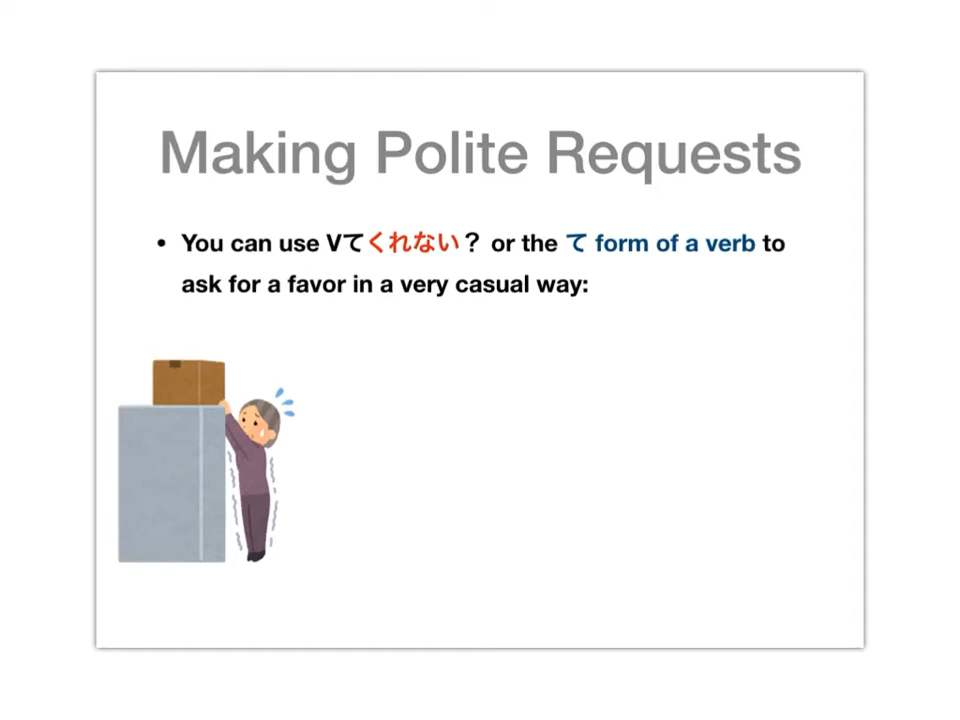 Making Polite Requests
• You can use Vてくれない？ or the て form of a verb to
ask for a favor in a very casual way: